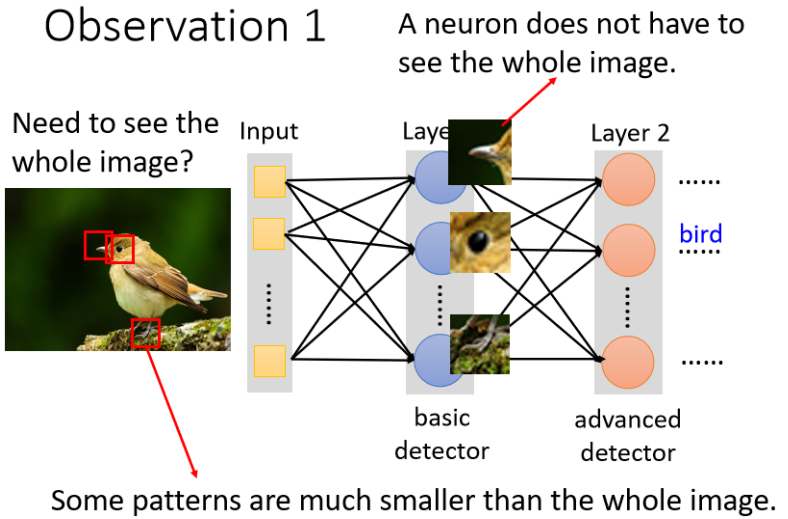 Observation 1
A neuron does not have to
see the whole image.
Need to see the
whole image?
Input
Laye
Layer 2
......
bird
......
......
......
......
......
basic
detector
advanced
detector
Some patterns are much smaller than the whole image.